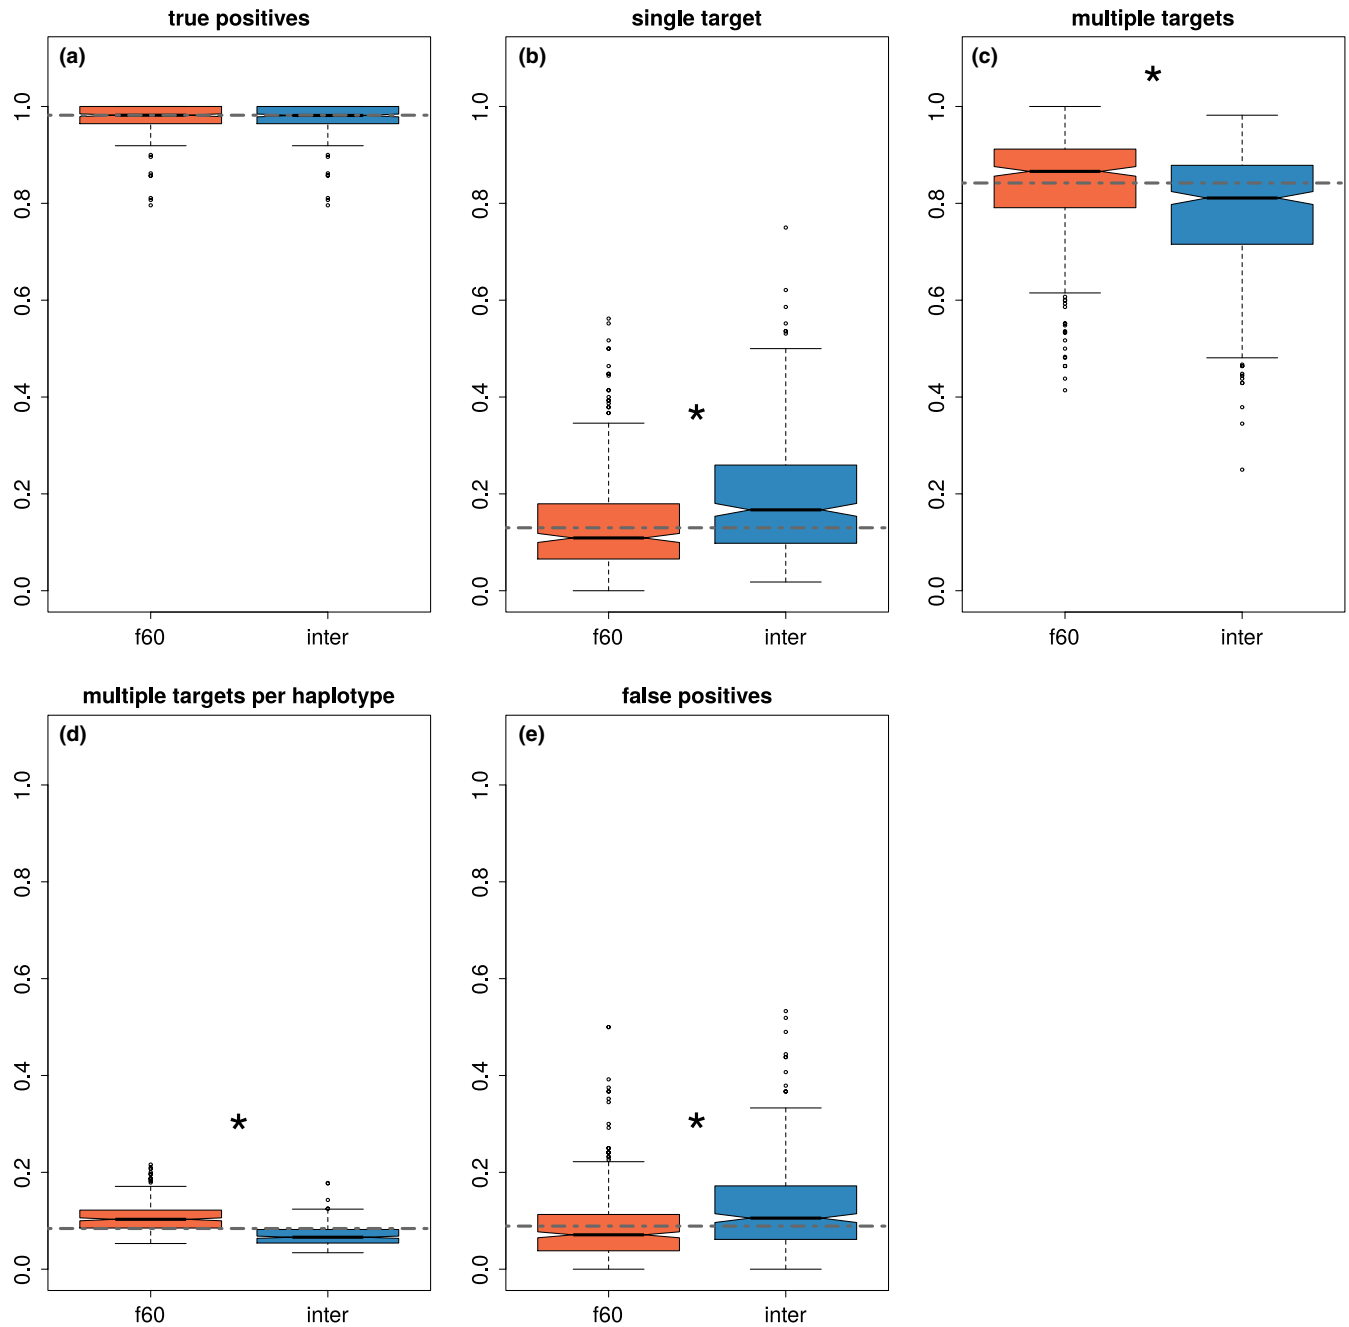 true positives
single target
multiple targets
(a)
(b)
(c)
*
*
1.0
0.8
0.6
0.4
0.2
0.0
1.0
0.8
0.6
0.4
0.2
0.0
1.0
0.8
0.6
0.4
0.2
0.0
f60 inter
f60 inter
f60 inter
multiple targets per haplotype
false positives
(d)
(e)
*
*
1.0
0.8
0.6
0.4
0.2
0.0
1.0
0.8
0.6
0.4
0.2
0.0
f60 inter
f60 inter